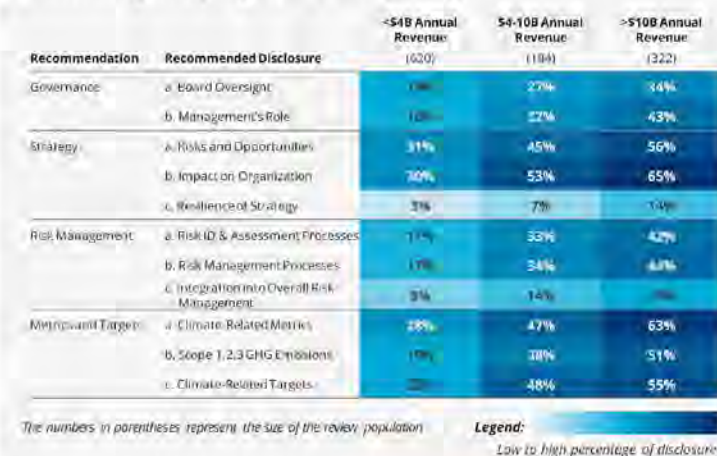 <$4B Annual Revenue $4-10B Annual Revenue >$10B Annual Revenue
Recommendation Recommended Disclosure (620) (184) (322)
Governance a. Board Oversight 27% 34%
b. Management's Role 43%
Strategy a. Risks and Opportunities 31% 45% 56%
b. Impact on Organization 30% 53% 65%
c. Resilience of Strategy 7% 14%
Risk Management a. Risk ID & Assessment Processes 33% 42%
b. Risk Management Processes 34%
c. Integration into Overall Risk Management 14%
Metrics and Targets a. Climate-Related Metrics 47% 63%
b. Scope 1,2,3 GHG Emissions 38% 51%
c. Climate-Related Targets 48% 55%
The numbers in parentheses represent the size of the review population Legend:
Low to high percentage of disclosure